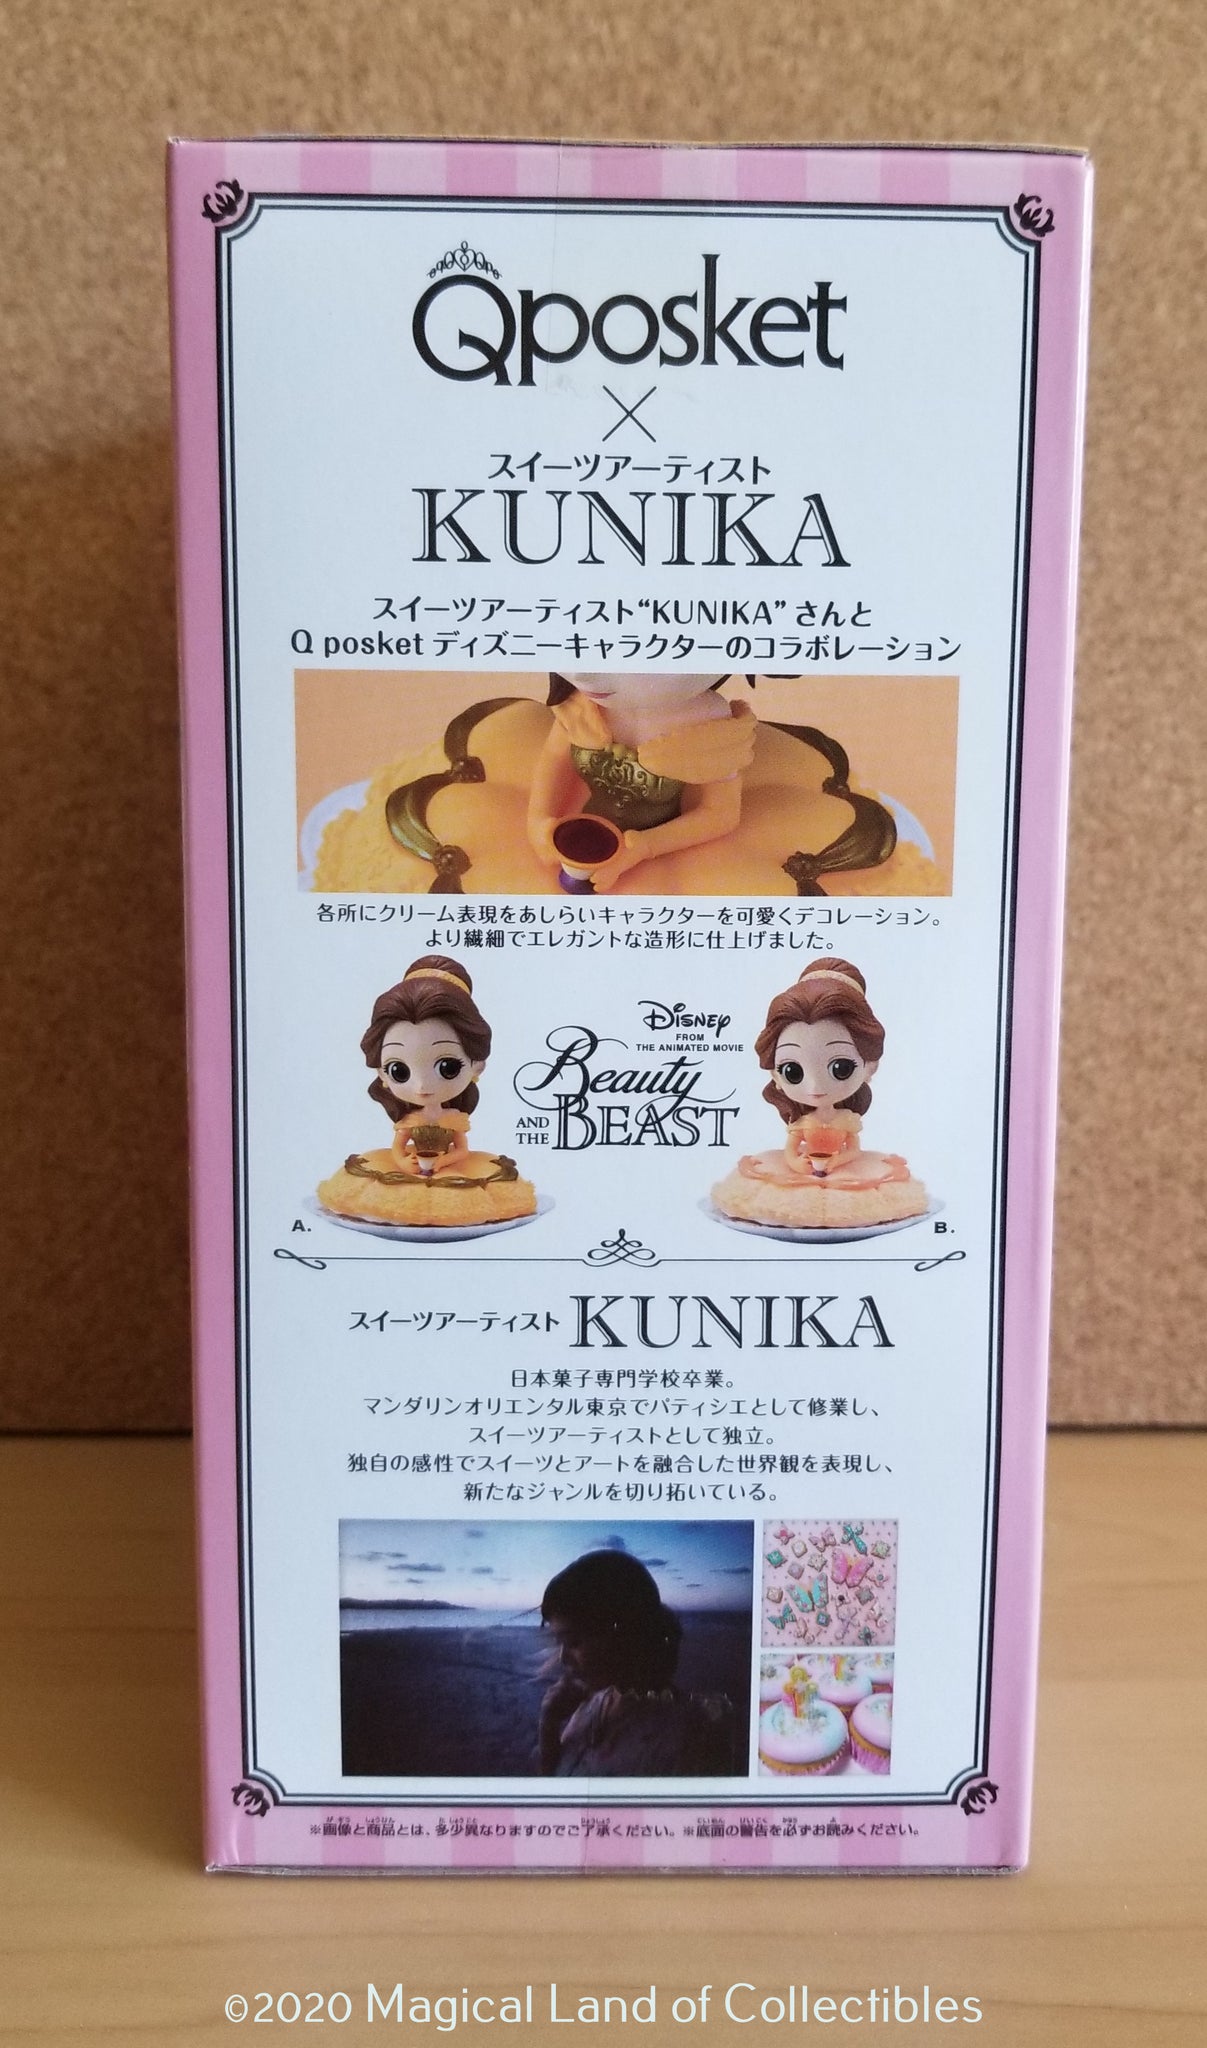 Qposket
×
スイーツアーティスト
KUNIKA
スイーツアーティスト“KUNIKA”さんと
Q posket ディズニーキャラクターのコラボレーション
各所にクリーム表現をあしらいキャラクターを可愛くデコレーション。
より繊細でエレガントな造形に仕上げました。
Disney
FROM
THE ANIMATED MOVIE
Beauty
AND THE BEAST
A.
B.
スイーツアーティスト KUNIKA
日本菓子専門学校卒業。
マンダリンオリエンタル東京でパティシエとして修業し、
スイーツアーティストとして独立。
独自の感性でスイーツとアートを融合した世界観を表現し、
新たなジャンルを切り拓いている。
※画像と商品とは、多少異なりますのでご了承ください。※底面の警告を必ずお読みください。
©2020 Magical Land of Collectibles